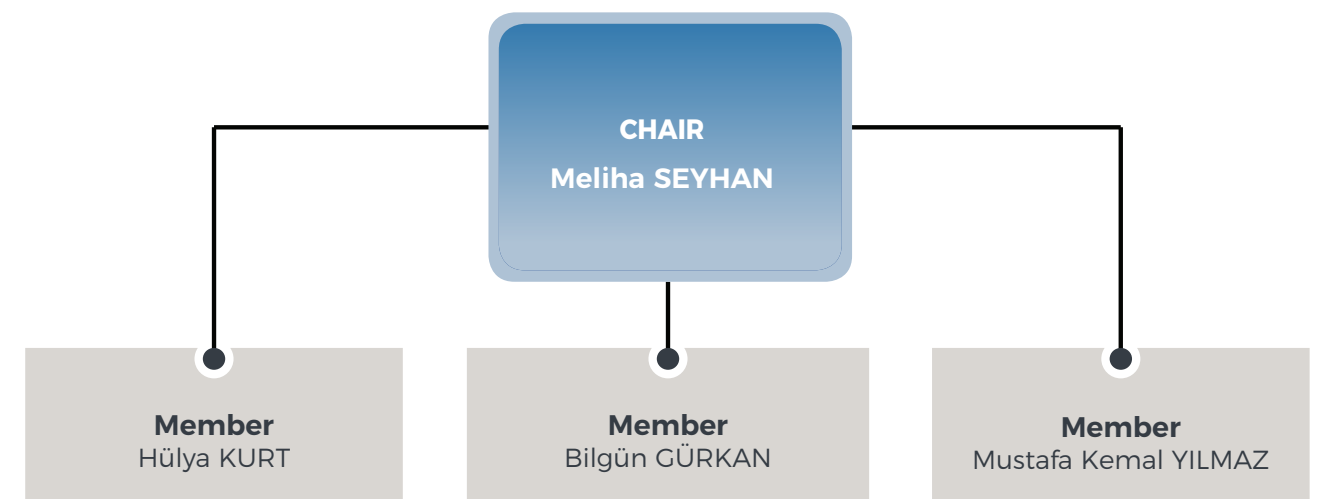 CHAIR
Meliha SEYHAN
Member
Hülya KURT
Member
Bilgün GÜRKAN
Member
Mustafa Kemal YILMAZ